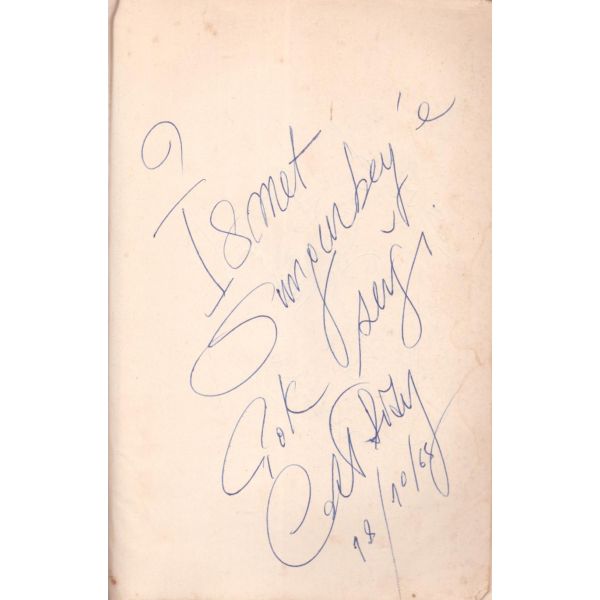 İsmet
Sungurbey'e
Çok sevgi.
18/10/68